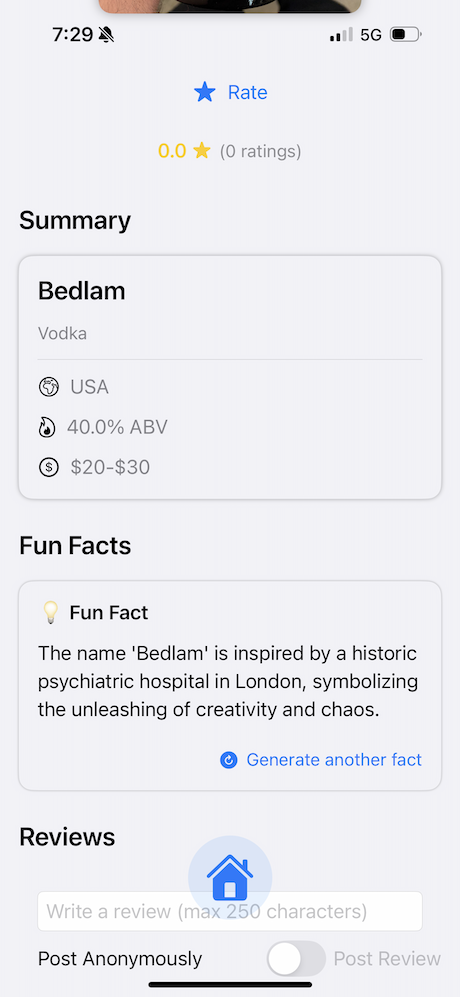 7:29 5G
Rate
0.0 (0 ratings)
Summary
Bedlam
Vodka
USA
40.0% ABV
$ $20-$30
Fun Facts
Fun Fact
The name 'Bedlam' is inspired by a historic
psychiatric hospital in London, symbolizing
the unleashing of creativity and chaos.
Generate another fact
Reviews
Write a review (max 250 characters)
Post Anonymously Post Review